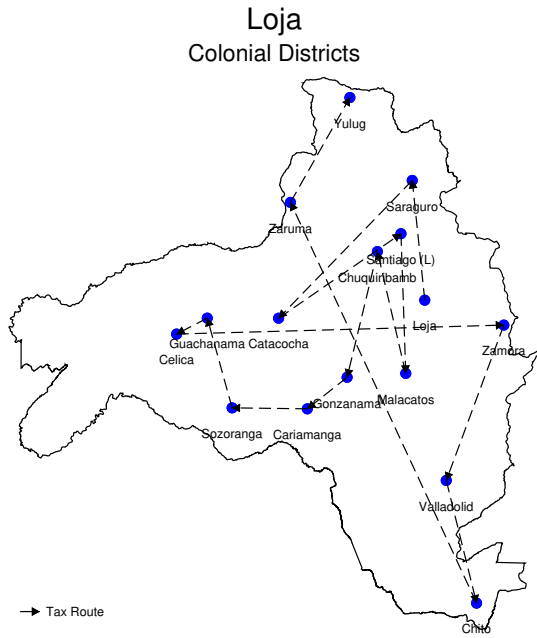 Loja
Colonial Districts
Yulug
Saraguro
Zaruma
Santiago (L)
Chuquiribamb
Loja
Guachanama
Catacocha
Zamora
Celica
Gonzanama
Malacatos
Sozoranga
Cariamanga
Valladolid
Chito
Tax Route